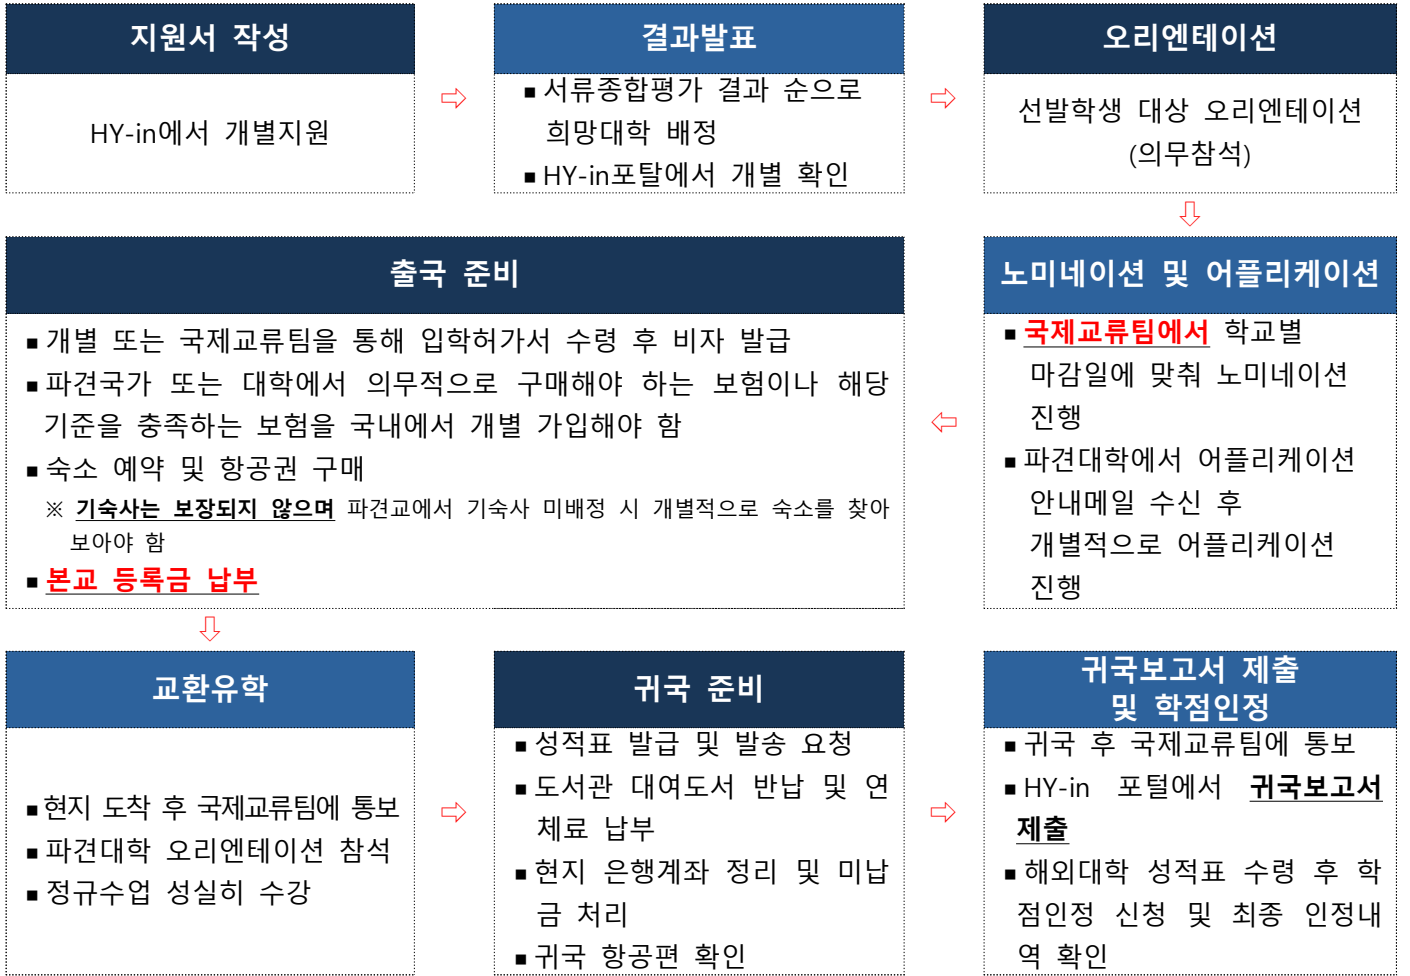 지원서 작성
HY-in에서 개별지원
결과발표
■ 서류종합평가 결과 순으로
희망대학 배정
■ HY-in포탈에서 개별 확인
오리엔테이션
선발학생 대상 오리엔테이션
(의무참석)
노미네이션 및 어플리케이션
■ 국제교류팀에서 학교별
마감일에 맞춰 노미네이션
진행
■ 파견대학에서 어플리케이션
안내메일 수신 후
개별적으로 어플리케이션
진행
출국 준비
■ 개별 또는 국제교류팀을 통해 입학허가서 수령 후 비자 발급
■ 파견국가 또는 대학에서 의무적으로 구매해야 하는 보험이나 해당
기준을 충족하는 보험을 국내에서 개별 가입해야 함
■ 숙소 예약 및 항공권 구매
※ 기숙사는 보장되지 않으며 파견교에서 기숙사 미배정 시 개별적으로 숙소를 찾아
보아야 함
■ 본교 등록금 납부
교환유학
■ 현지 도착 후 국제교류팀에 통보
■ 파견대학 오리엔테이션 참석
■ 정규수업 성실히 수강
귀국 준비
■ 성적표 발급 및 발송 요청
■ 도서관 대여도서 반납 및 연
체료 납부
■ 현지 은행계좌 정리 및 미납
금 처리
■ 귀국 항공편 확인
귀국보고서 제출
및 학점인정
■ 귀국 후 국제교류팀에 통보
■ HY-in 포털에서 귀국보고서
제출
■ 해외대학 성적표 수령 후 학
점인정 신청 및 최종 인정내
역 확인